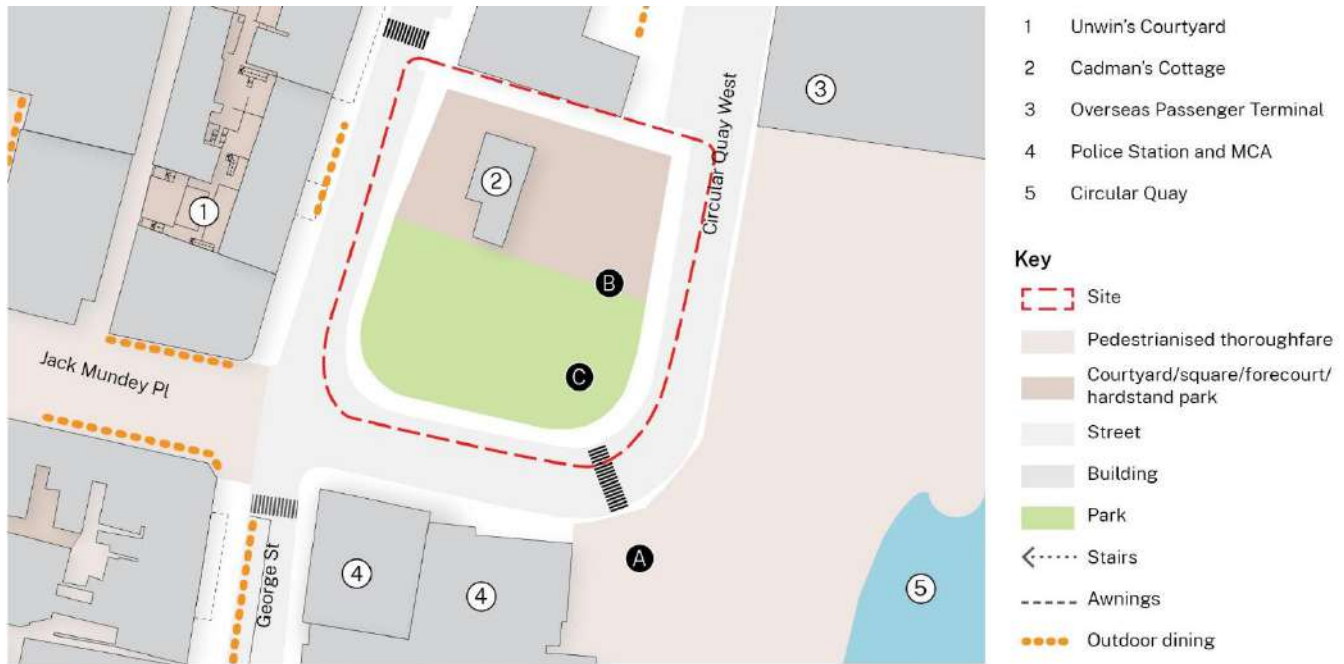 1
2
3
4
4
5
A
B
C
Jack Mundey Pl
George St
Circular Quay West
1 Unwin's Courtyard
2 Cadman's Cottage
3 Overseas Passenger Terminal
4 Police Station and MCA
5 Circular Quay
Key
Site
Pedestrianised thoroughfare
Courtyard/square/forecourt/
hardstand park
Street
Building
Park
Stairs
Awnings
Outdoor dining